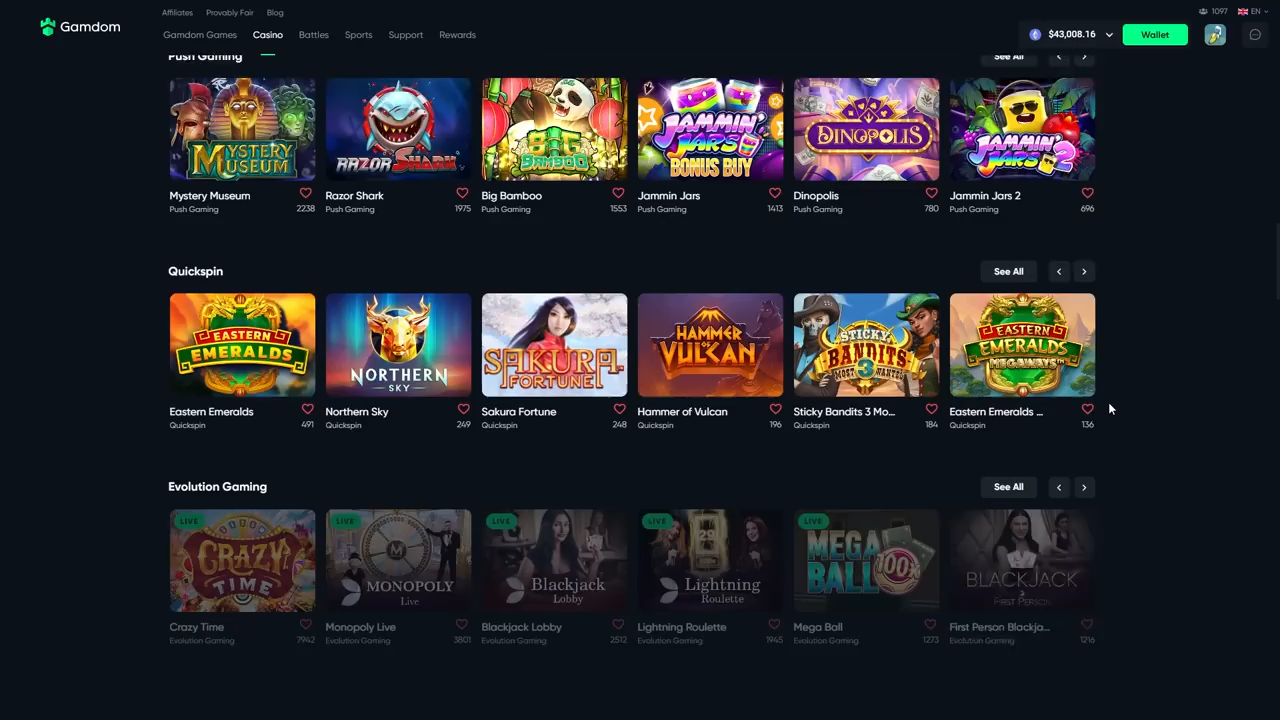 Affiliates Provably Fair Blog
1097 EN
Gamdom
Gamdom Games Casino Battles Sports Support Rewards
$43,008.16 Wallet
Push Gaming See All
MYSTERY MUSEUM RAZOR SHARK BIG BAMBOO JAMMIN' JARS BONUS BUY DINOPOLIS JAMMIN' JARS 2
Mystery Museum Razor Shark Big Bamboo Jammin Jars Dinopolis Jammin Jars 2
Push Gaming 2238 Push Gaming 1975 Push Gaming 1553 Push Gaming 1413 Push Gaming 780 Push Gaming 696
Quickspin See All
EASTERN EMERALDS NORTHERN SKY SAKURA FORTUNE HAMMER OF VULCAN STICKY BANDITS 3 MOST WANTED EASTERN EMERALDS MEGAWAYS
Eastern Emeralds Northern Sky Sakura Fortune Hammer of Vulcan Sticky Bandits 3 Mo... Eastern Emeralds ...
Quickspin 491 Quickspin 249 Quickspin 248 Quickspin 196 Quickspin 184 Quickspin 136
Evolution Gaming See All
LIVE LIVE LIVE LIVE LIVE
CRAZY TIME MONOPOLY Live Blackjack Lobby Lightning Roulette MEGA BALL 100x BLACKJACK FIRST PERSON
Crazy Time Monopoly Live Blackjack Lobby Lightning Roulette Mega Ball First Person Blackja...
Evolution Gaming 7942 Evolution Gaming 3801 Evolution Gaming 2512 Evolution Gaming 1945 Evolution Gaming 1273 Evolution Gaming 1216